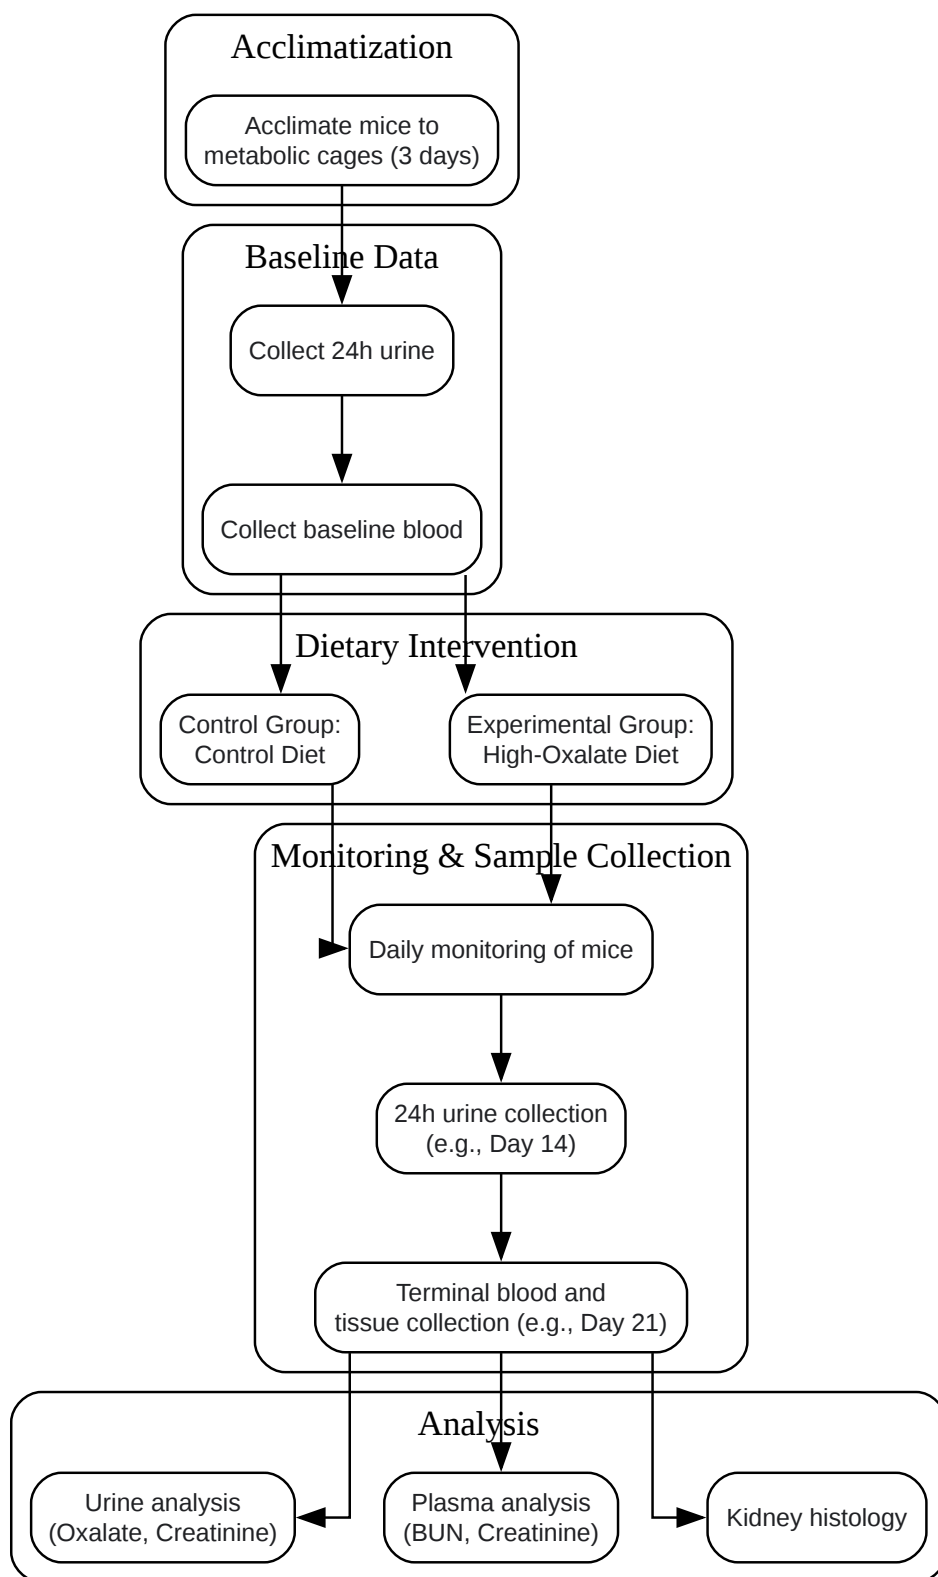 Acclimatization
Acclimate mice to
metabolic cages (3 days)
Baseline Data
Collect 24h urine
Collect baseline blood
Dietary Intervention
Control Group:
Control Diet
Experimental Group:
High-Oxalate Diet
Monitoring & Sample Collection
Daily monitoring of mice
24h urine collection
(e.g., Day 14)
Terminal blood and
tissue collection (e.g., Day 21)
Analysis
Urine analysis
(Oxalate, Creatinine)
Plasma analysis
(BUN, Creatinine)
Kidney histology